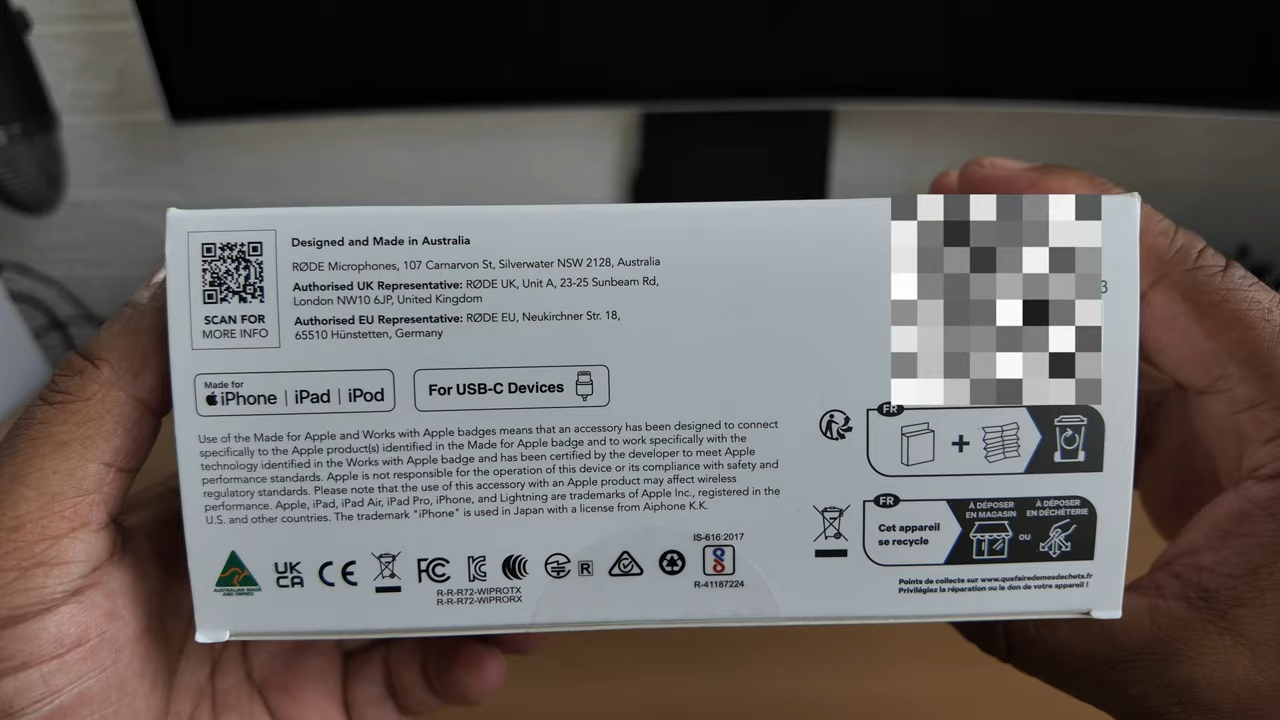 SCAN FOR
MORE INFO
Designed and Made in Australia
RØDE Microphones, 107 Carnarvon St, Silverwater NSW 2128, Australia
Authorised UK Representative: RØDE UK, Unit A, 23-25 Sunbeam Rd,
London NW10 6JP, United Kingdom
Authorised EU Representative: RØDE EU, Neukirchner Str. 18,
65510 Hünstetten, Germany
3
Made for
iPhone | iPad | iPod
For USB-C Devices
Use of the Made for Apple and Works with Apple badges means that an accessory has been designed to connect
specifically to the Apple product(s) identified in the Made for Apple badge and to work specifically with the
technology identified in the Works with Apple badge and has been certified by the developer to meet Apple
performance standards. Apple is not responsible for the operation of this device or its compliance with safety and
regulatory standards. Please note that the use of this accessory with an Apple product may affect wireless
performance. Apple, iPad, iPad Air, iPad Pro, iPhone, and Lightning are trademarks of Apple Inc., registered in the
U.S. and other countries. The trademark "iPhone" is used in Japan with a license from Aiphone K.K.
AUSTRALIAN MADE
AND OWNED
UK
CA
CE
FC
R
R-R-R72-WIPROTX
R-R-R72-WIPRORX
IS-616:2017
R-41187224
FR
+
FR
Cet appareil
se recycle
À DÉPOSER
EN MAGASIN
OU
À DÉPOSER
EN DÉCHÈTERIE
Points de collecte sur www.quefairedemesdechets.fr
Privilégiez la réparation ou le don de votre appareil !